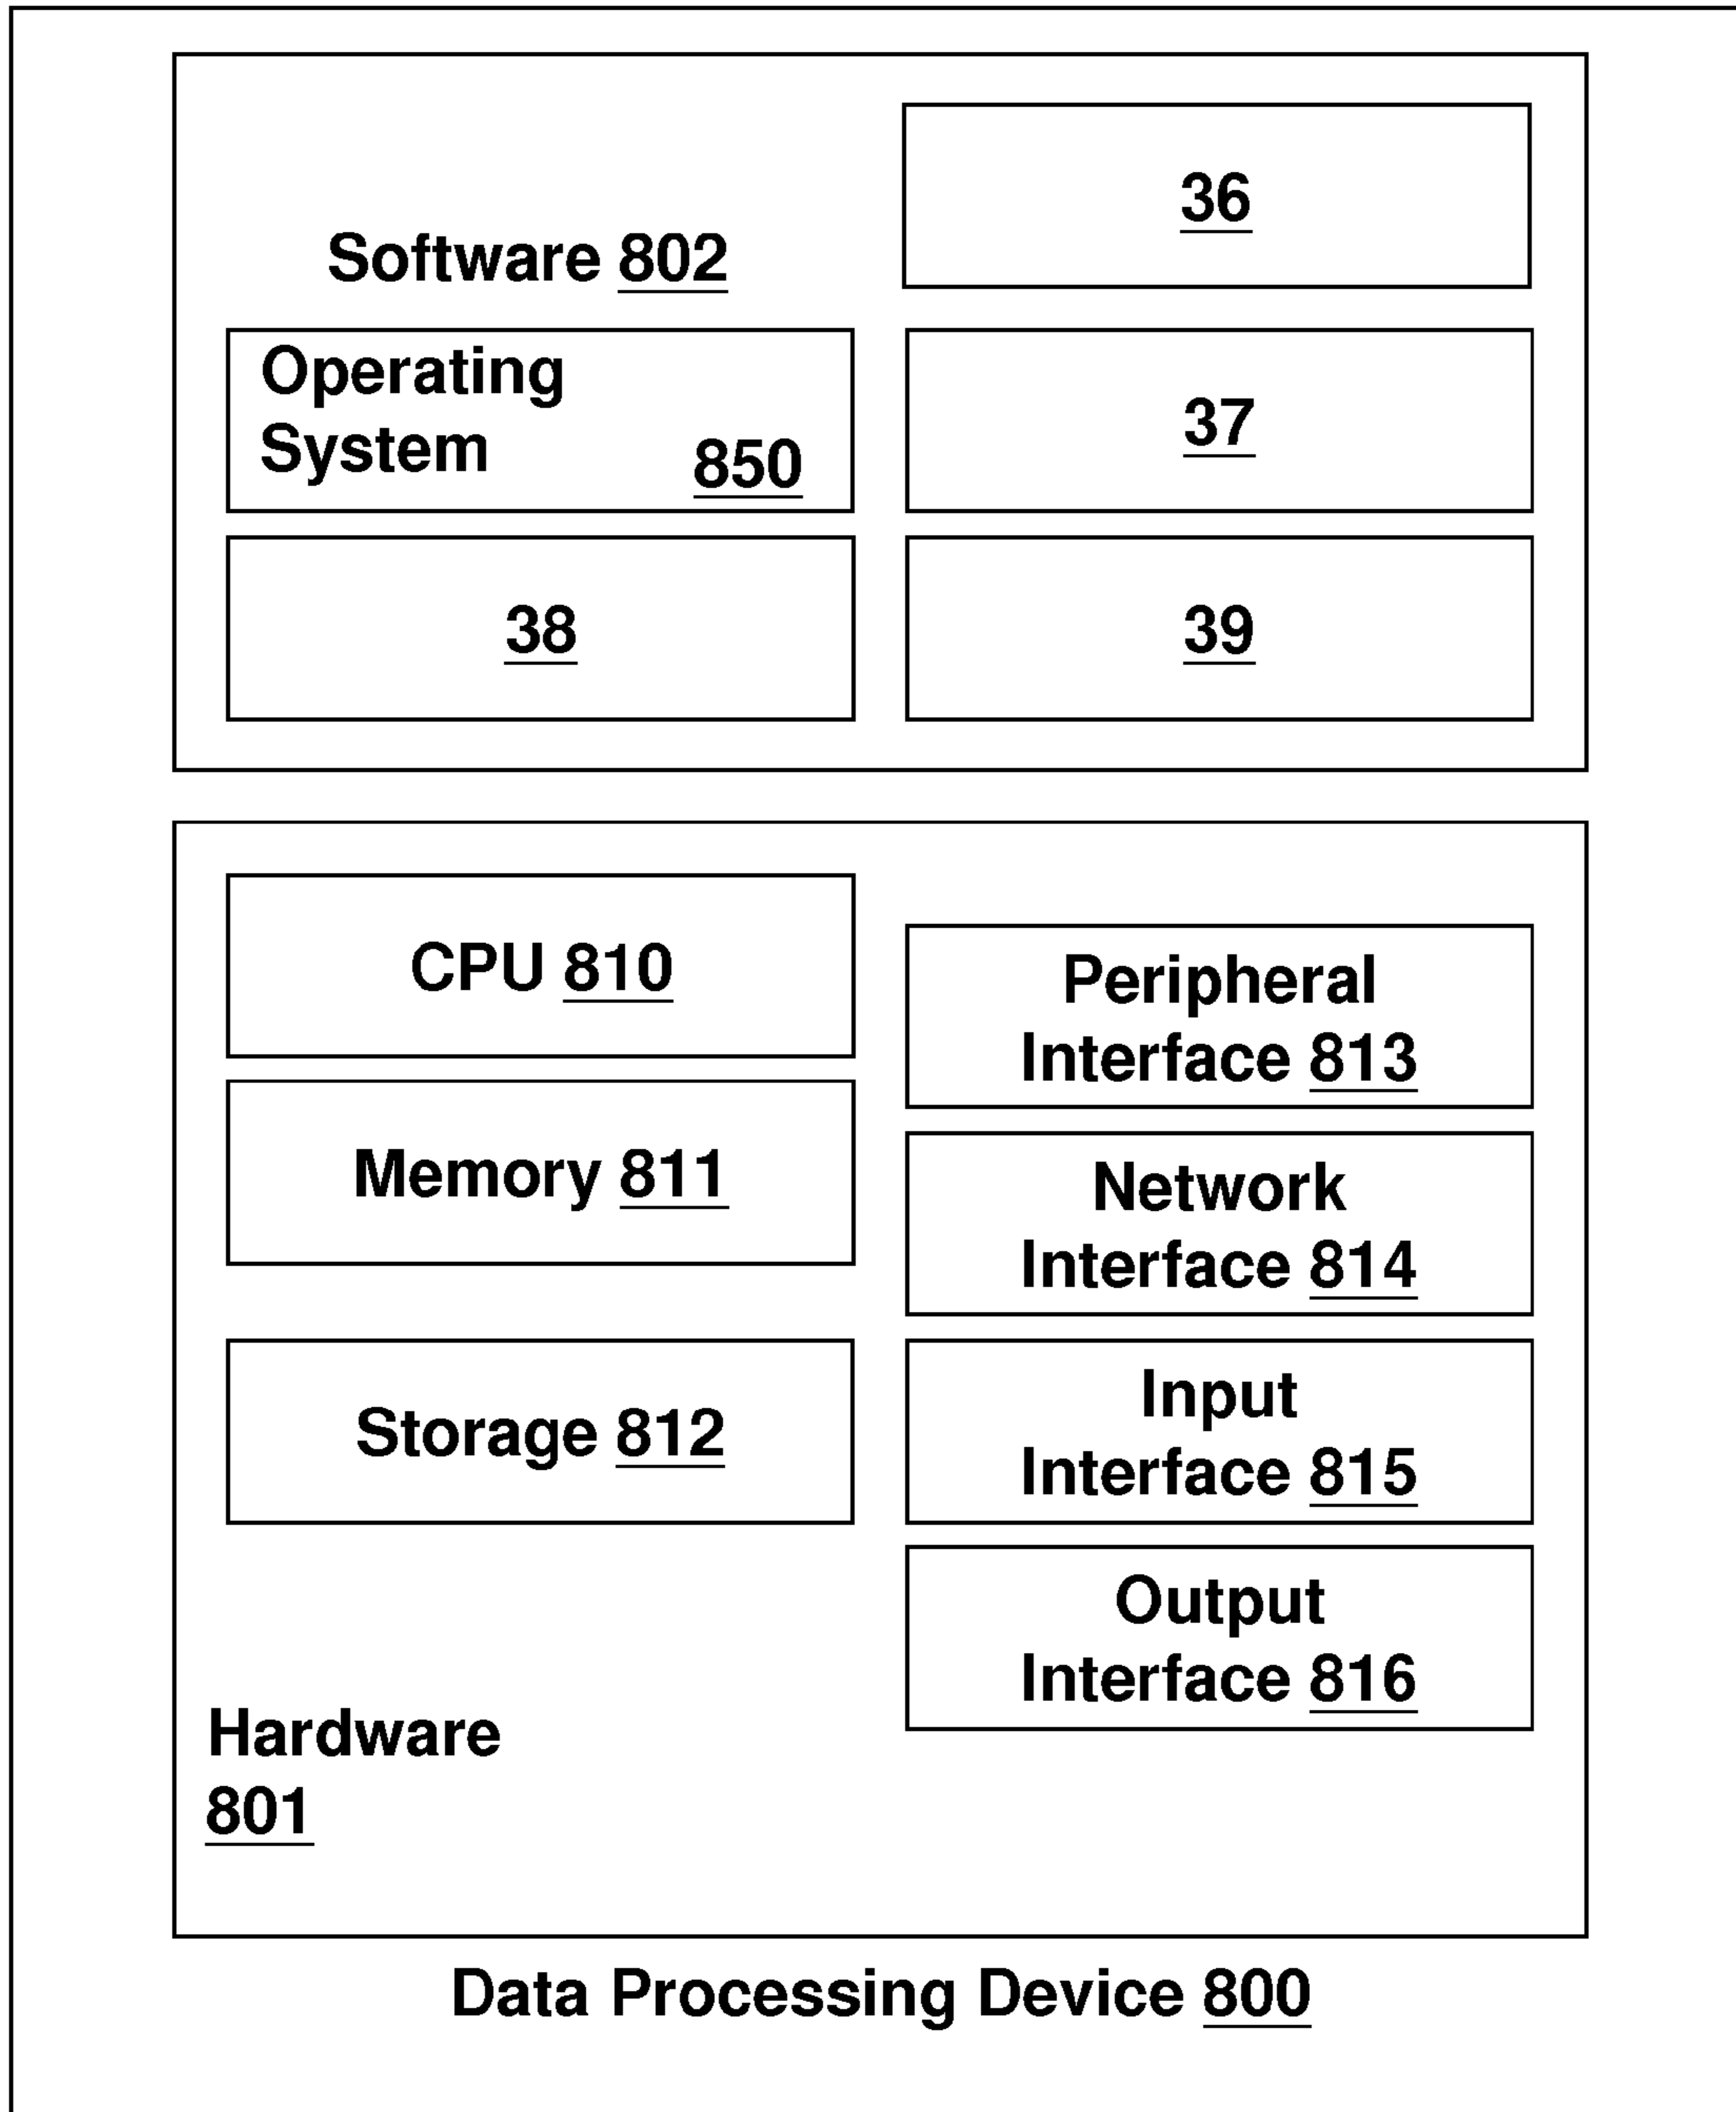 36
Software 802
Operating
System 850
37
38
39
CPU 810
Peripheral
Interface 813
Memory 811
Network
Interface 814
Storage 812
Input
Interface 815
Output
Interface 816
Hardware
801
Data Processing Device 800